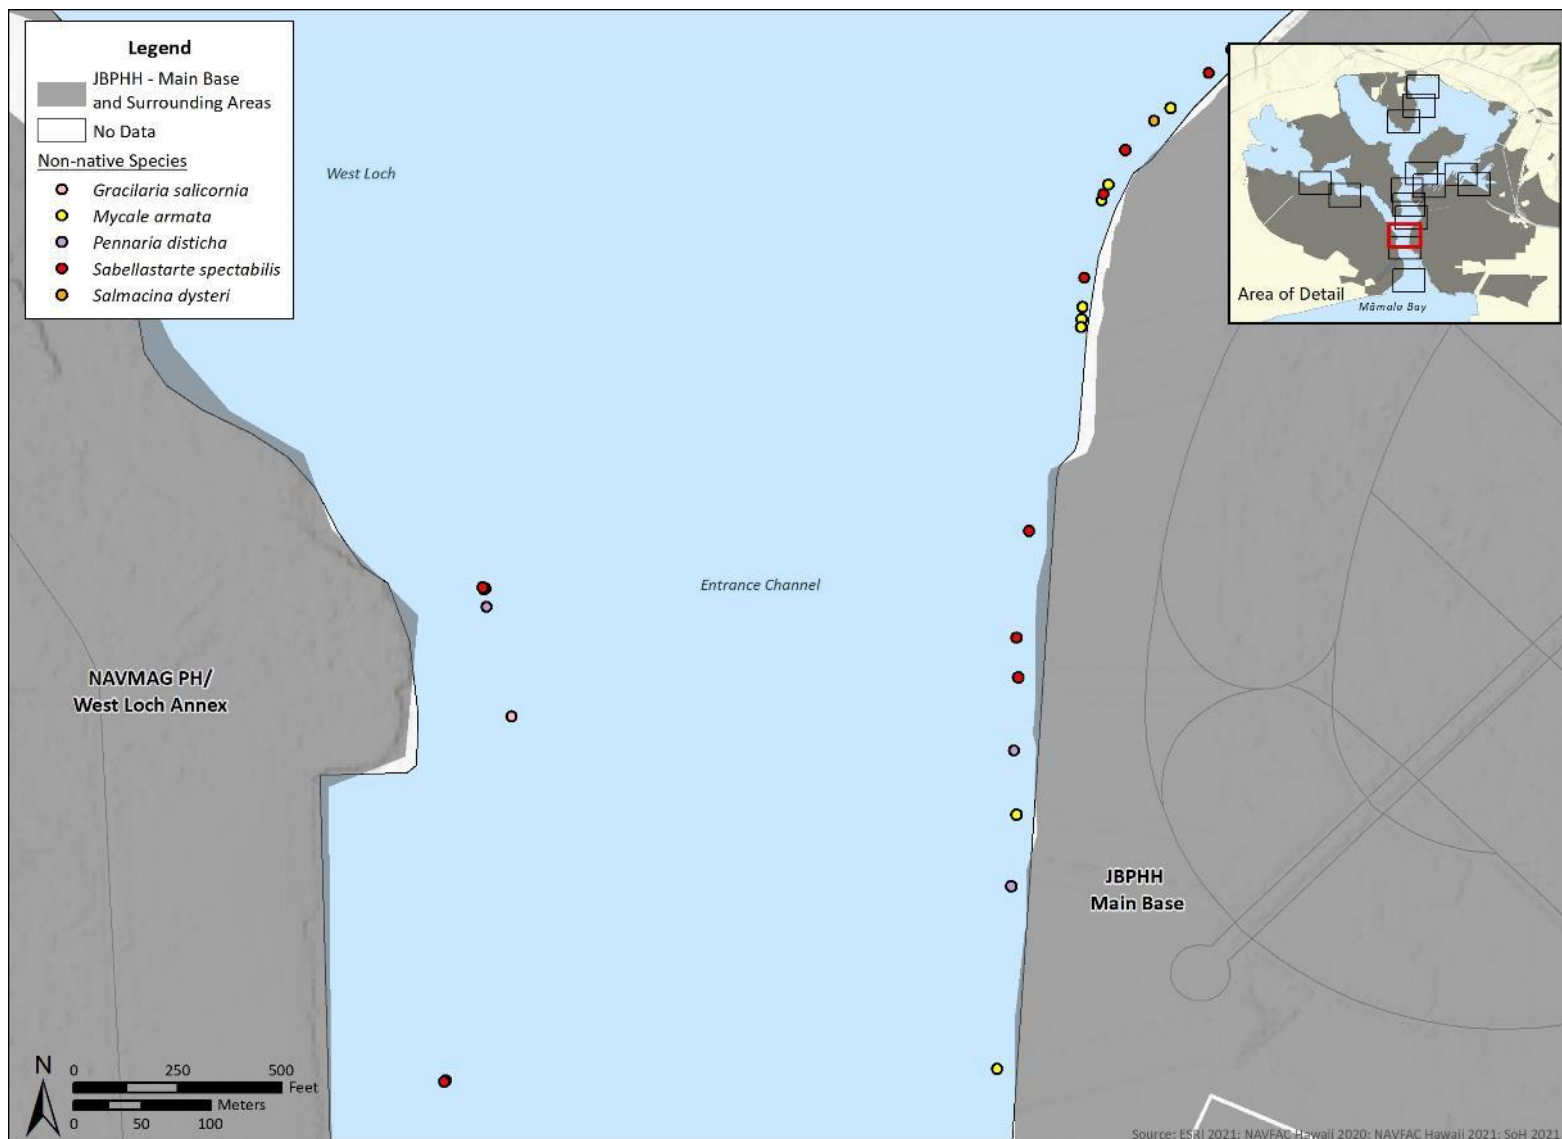 Legend
JBPHH - Main Base
and Surrounding Areas
No Data
Non-native Species
Gracilaria salicornia
Mycale armata
Pennaria disticha
Sabellastarte spectabilis
Salmacina dysteri
West Loch
Area of Detail
Māmala Bay
Entrance Channel
NAVMAG PH/
West Loch Annex
JBPHH
Main Base
N
0 250 500
Feet
Meters
0 50 100
Source: ESRI 2021; NAVFAC Hawaii 2020; NAVFAC Hawaii 2021; SoH 2021